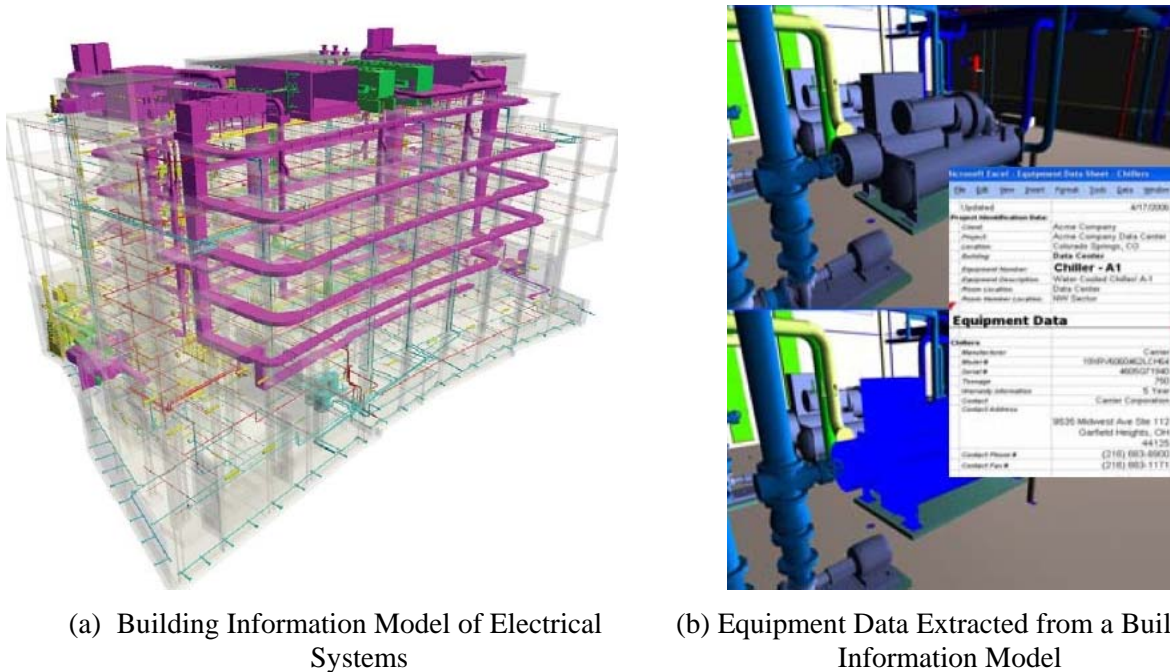 Microsoft Excel - Equipment Data Sheet - Chillers
File Edit View Insert Format Tools Data Window
Updated 4/17/2006
Project Identification Data:
Client Acme Company
Project Acme Company Data Center
Location Colorado Springs, CO
Building Data Center
Equipment Number Chiller - A1
Equipment Description Water Cooled Chiller A-1
Room Location Data Center
Room Number Location NW Sector
Equipment Data
Chillers
Manufacturer Carrier
Model #
Serial #
Tonnage 750
Warranty Information 5 Year
Contact Carrier Corporation
Contact Address
9535 Midwest Ave Ste 112
Garfield Heights, OH
44125
Contact Phone # (216) 663-8900
Contact Fax # (216) 663-1171
(a) Building Information Model of Electrical
Systems
(b) Equipment Data Extracted from a Buil
Information Model